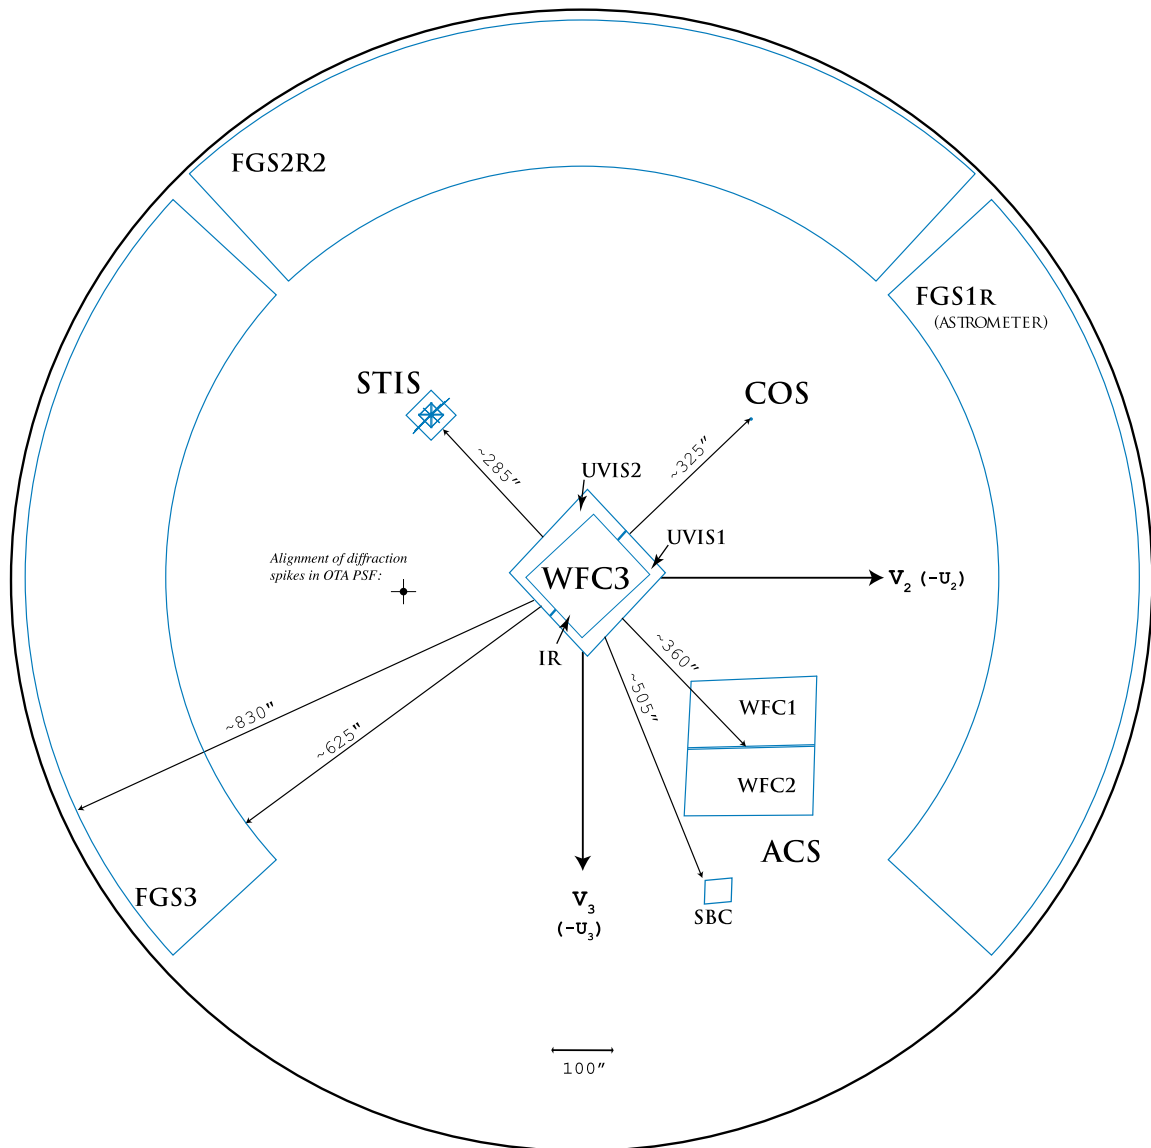 FGS2R2
FGS1R
(ASTROMETER)
STIS
COS
~285″
~325″
UVIS2
UVIS1
Alignment of diffraction
spikes in OTA PSF:
WFC3
V2 (-U2)
IR
~360″
~505″
~830″
~625″
WFC1
WFC2
ACS
FGS3
V3
(-U3)
SBC
100″